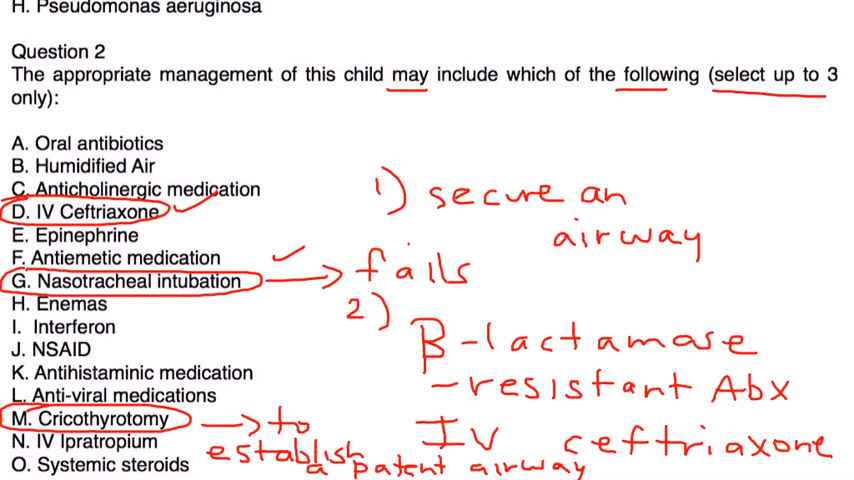 H. Pseudomonas aeruginosa
Question 2
The appropriate management of this child may include which of the following (select up to 3
only):
A. Oral antibiotics
B. Humidified Air
C. Anticholinergic medication
D. IV Ceftriaxone
E. Epinephrine
F. Antiemetic medication
G. Nasotracheal intubation
H. Enemas
I. Interferon
J. NSAID
K. Antihistaminic medication
L. Anti-viral medications
M. Cricothyrotomy
N. IV Ipratropium
O. Systemic steroids
1) secure an
airway
fails
2)
β-lactamase
-resistant Abx
IV ceftriaxone
to
establish
a patent airway